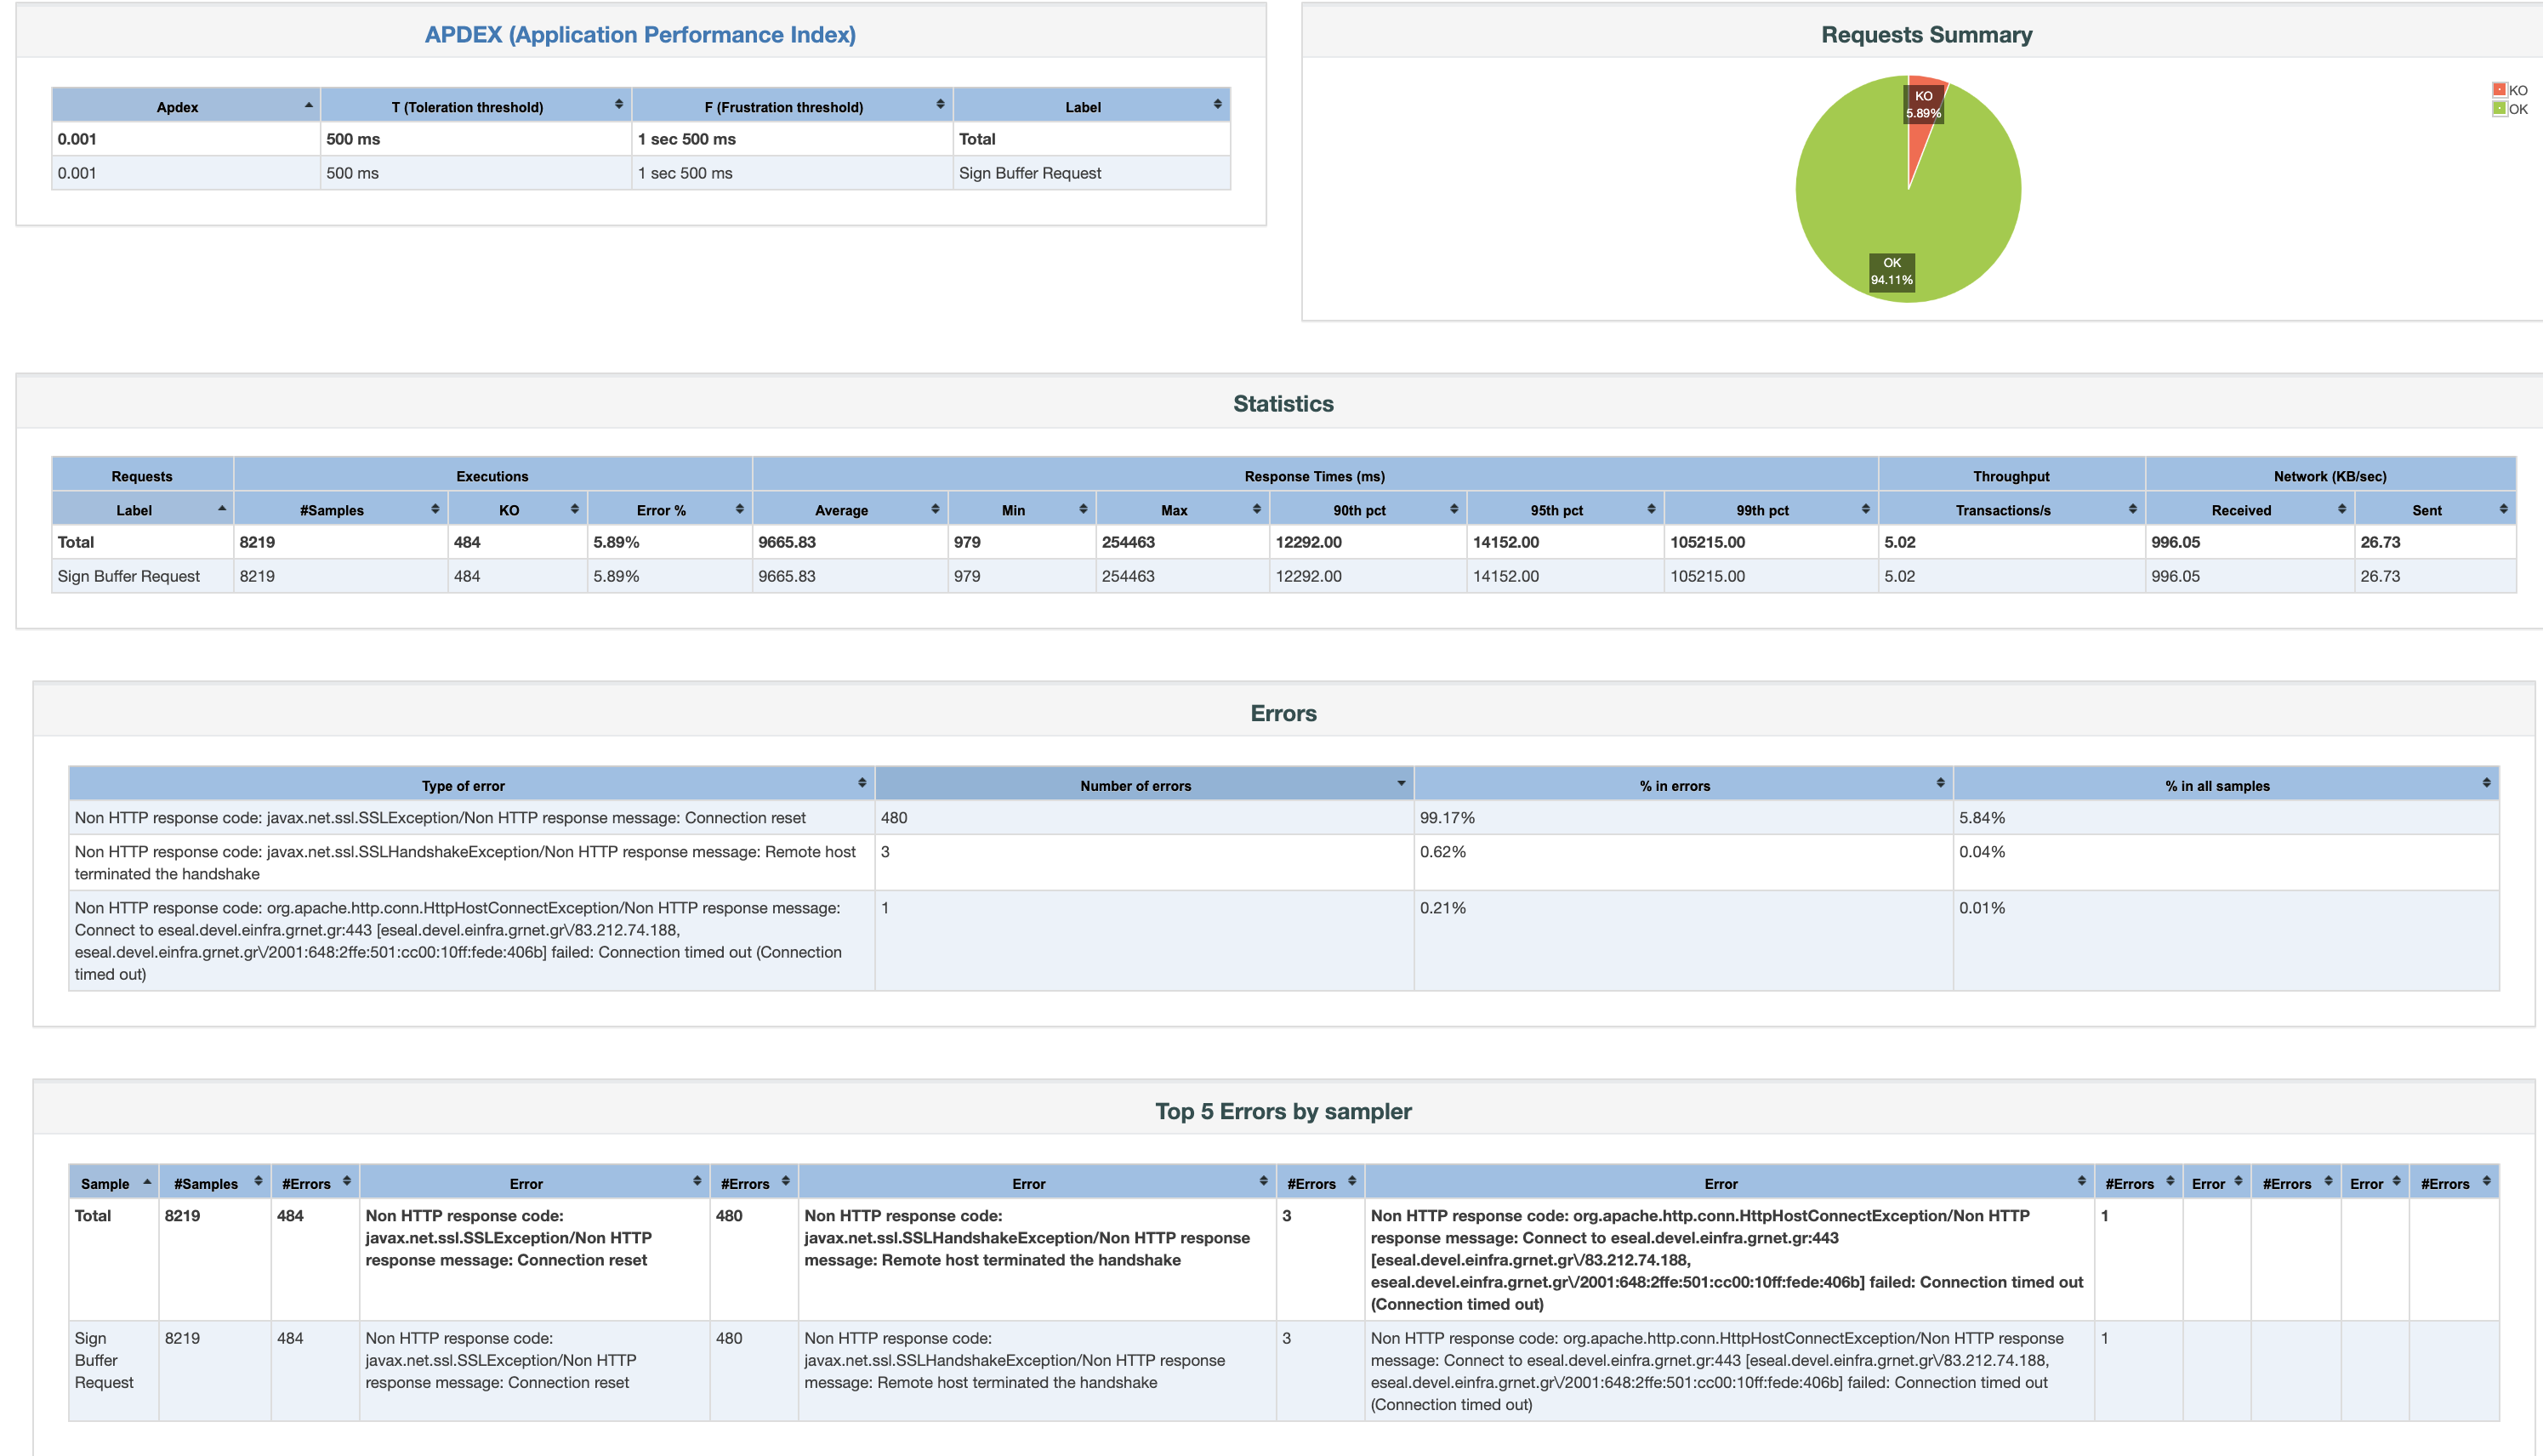 APDEX (Application Performance Index)
Apdex T (Toleration threshold) F (Frustration threshold) Label
0.001 500 ms 1 sec 500 ms Total
0.001 500 ms 1 sec 500 ms Sign Buffer Request
Requests Summary
KO
5.89%
OK
94.11%
KO
OK
Statistics
Requests Executions Response Times (ms) Throughput Network (KB/sec)
Label #Samples KO Error % Average Min Max 90th pct 95th pct 99th pct Transactions/s Received Sent
Total 8219 484 5.89% 9665.83 979 254463 12292.00 14152.00 105215.00 5.02 996.05 26.73
Sign Buffer Request 8219 484 5.89% 9665.83 979 254463 12292.00 14152.00 105215.00 5.02 996.05 26.73
Errors
Type of error Number of errors % in errors % in all samples
Non HTTP response code: javax.net.ssl.SSLException/Non HTTP response message: Connection reset 480 99.17% 5.84%
Non HTTP response code: javax.net.ssl.SSLHandshakeException/Non HTTP response message: Remote host 3 0.62% 0.04%
terminated the handshake
Non HTTP response code: org.apache.http.conn.HttpHostConnectException/Non HTTP response message: 1 0.21% 0.01%
Connect to eseal.devel.einfra.grnet.gr:443 [eseal.devel.einfra.grnet.gr\/83.212.74.188,
eseal.devel.einfra.grnet.gr\/2001:648:2ffe:501:cc00:10ff:fede:406b] failed: Connection timed out (Connection
timed out)
Top 5 Errors by sampler
Sample #Samples #Errors Error #Errors Error #Errors Error #Errors Error #Errors Error #Errors
Total 8219 484 Non HTTP response code: 480 Non HTTP response code: 3 Non HTTP response code: org.apache.http.conn.HttpHostConnectException/Non HTTP 1
javax.net.ssl.SSLException/Non HTTP javax.net.ssl.SSLHandshakeException/Non HTTP response response message: Connect to eseal.devel.einfra.grnet.gr:443
response message: Connection reset message: Remote host terminated the handshake [eseal.devel.einfra.grnet.gr\/83.212.74.188,
eseal.devel.einfra.grnet.gr\/2001:648:2ffe:501:cc00:10ff:fede:406b] failed: Connection timed out
(Connection timed out)
Sign 8219 484 Non HTTP response code: 480 Non HTTP response code: 3 Non HTTP response code: org.apache.http.conn.HttpHostConnectException/Non HTTP response 1
Buffer javax.net.ssl.SSLException/Non HTTP javax.net.ssl.SSLHandshakeException/Non HTTP response message: Connect to eseal.devel.einfra.grnet.gr:443 [eseal.devel.einfra.grnet.gr\/83.212.74.188,
Request response message: Connection reset message: Remote host terminated the handshake eseal.devel.einfra.grnet.gr\/2001:648:2ffe:501:cc00:10ff:fede:406b] failed: Connection timed out
(Connection timed out)